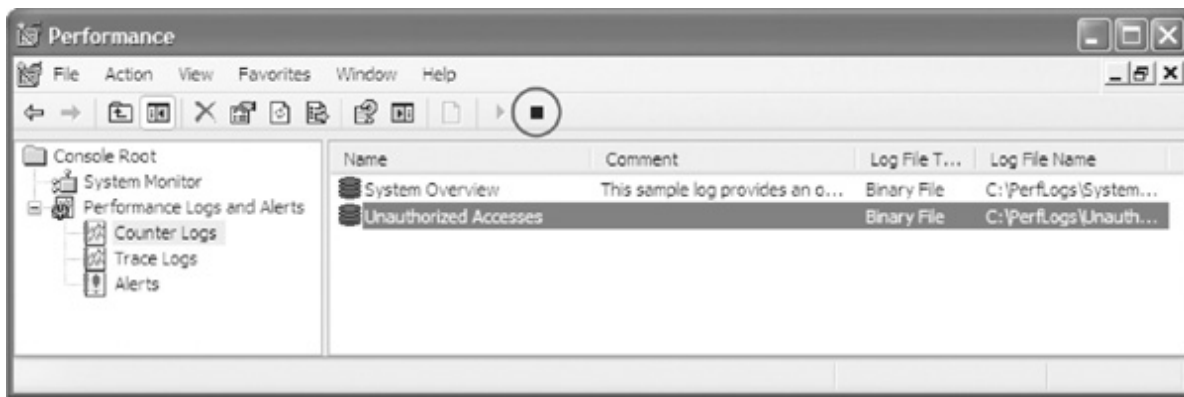 Performance
File Action View Favorites Window Help
Console Root
System Monitor
Performance Logs and Alerts
Counter Logs
Trace Logs
Alerts
Name Comment Log File T... Log File Name
System Overview This sample log provides an o... Binary File C:\PerfLogs\System...
Unauthorized Accesses Binary File C:\PerfLogs\Unauth...